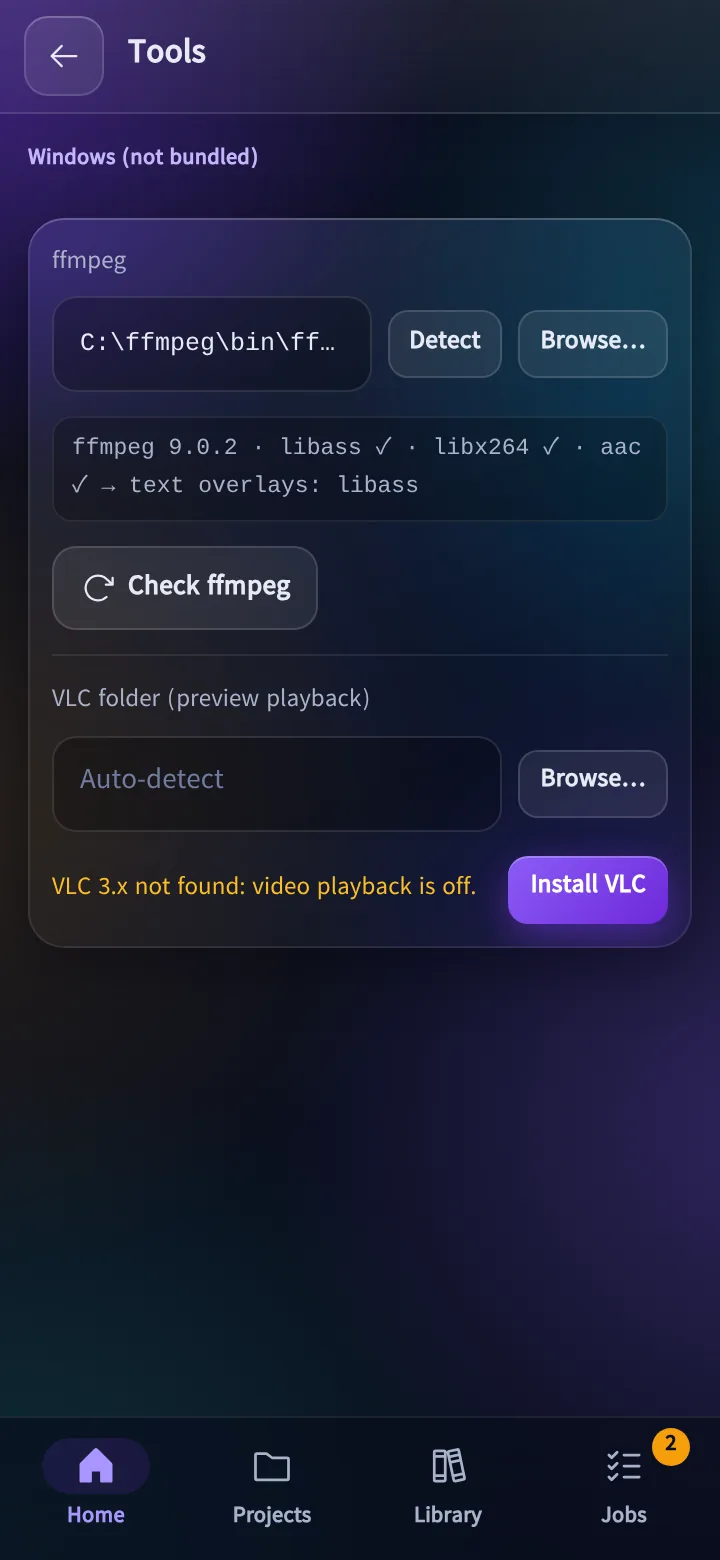 Tools
Windows (not bundled)
ffmpeg
C:\ffmpeg\bin\ff…
Detect
Browse…
ffmpeg 9.0.2 · libass ✓ · libx264 ✓ · aac
✓ → text overlays: libass
Check ffmpeg
VLC folder (preview playback)
Auto-detect
Browse…
VLC 3.x not found: video playback is off.
Install VLC
2
Home
Projects
Library
Jobs